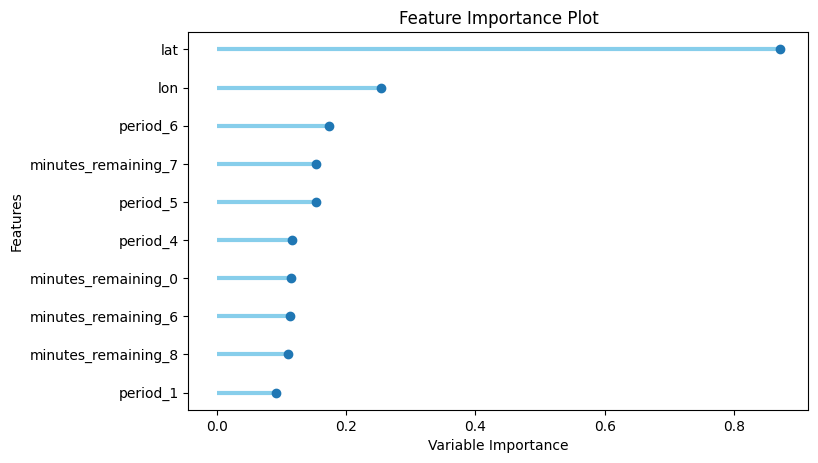 Feature Importance Plot
lat
lon
period_6
minutes_remaining_7
period_5
period_4
minutes_remaining_0
minutes_remaining_6
minutes_remaining_8
period_1
Features
0.0 0.2 0.4 0.6 0.8
Variable Importance